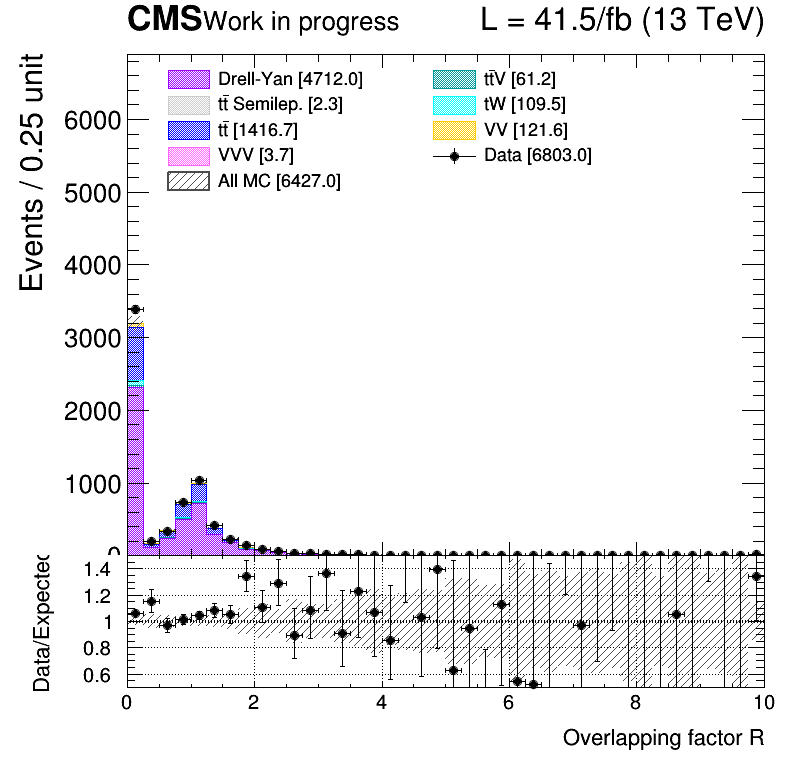 CMS Work in progress L = 41.5/fb (13 TeV)
Events / 0.25 unit
Drell-Yan [4712.0]
tt̄ Semilep. [2.3]
tt̄ [1416.7]
VVV [3.7]
All MC [6427.0]
tt̄V [61.2]
tW [109.5]
VV [121.6]
Data [6803.0]
6000
5000
4000
3000
2000
1000
0
Data/Expected
1.4
1.2
1
0.8
0.6
0 2 4 6 8 10
Overlapping factor R